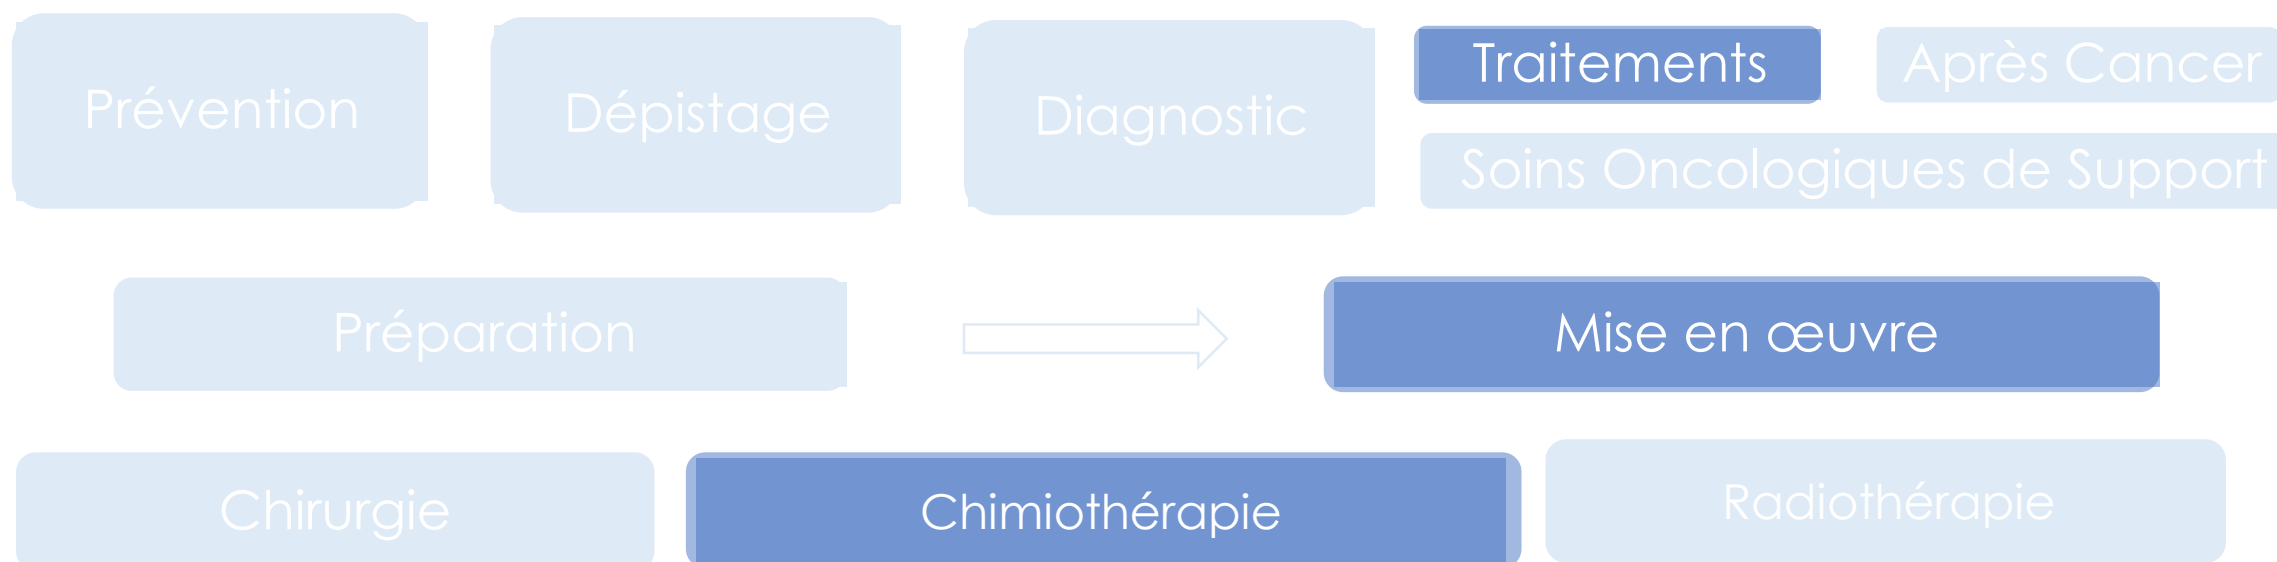 Prévention
Dépistage
Diagnostic
Traitements
Après Cancer
Soins Oncologiques de Support
Préparation
Mise en œuvre
Chirurgie
Chimiothérapie
Radiothérapie